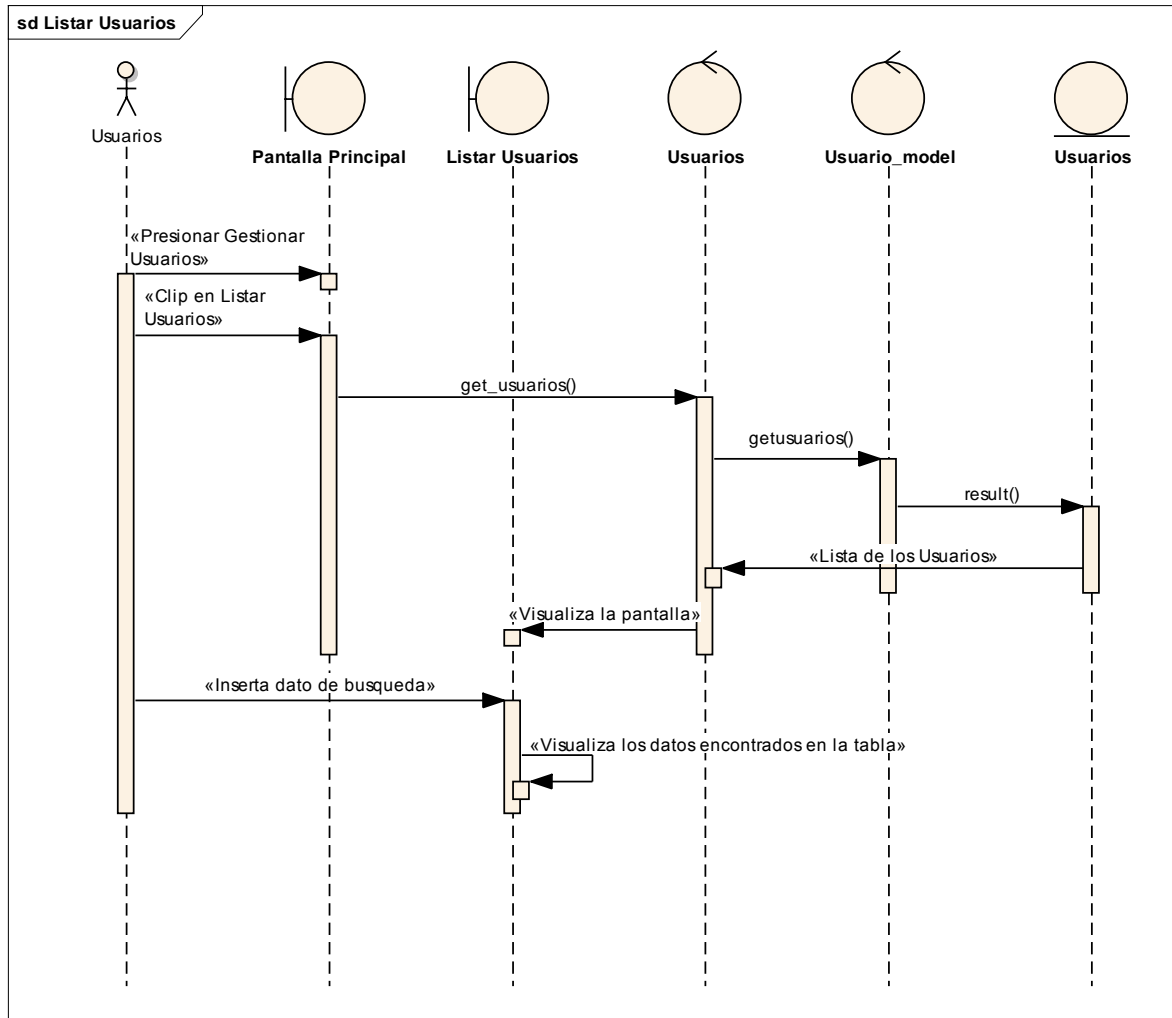 sd Listar Usuarios
Usuarios
Pantalla Principal
Listar Usuarios
Usuarios
Usuario_model
Usuarios
«Presionar Gestionar
Usuarios»
«Clip en Listar
Usuarios»
get_usuarios()
getusuarios()
result()
«Lista de los Usuarios»
«Visualiza la pantalla»
«Inserta dato de busqueda»
«Visualiza los datos encontrados en la tabla»